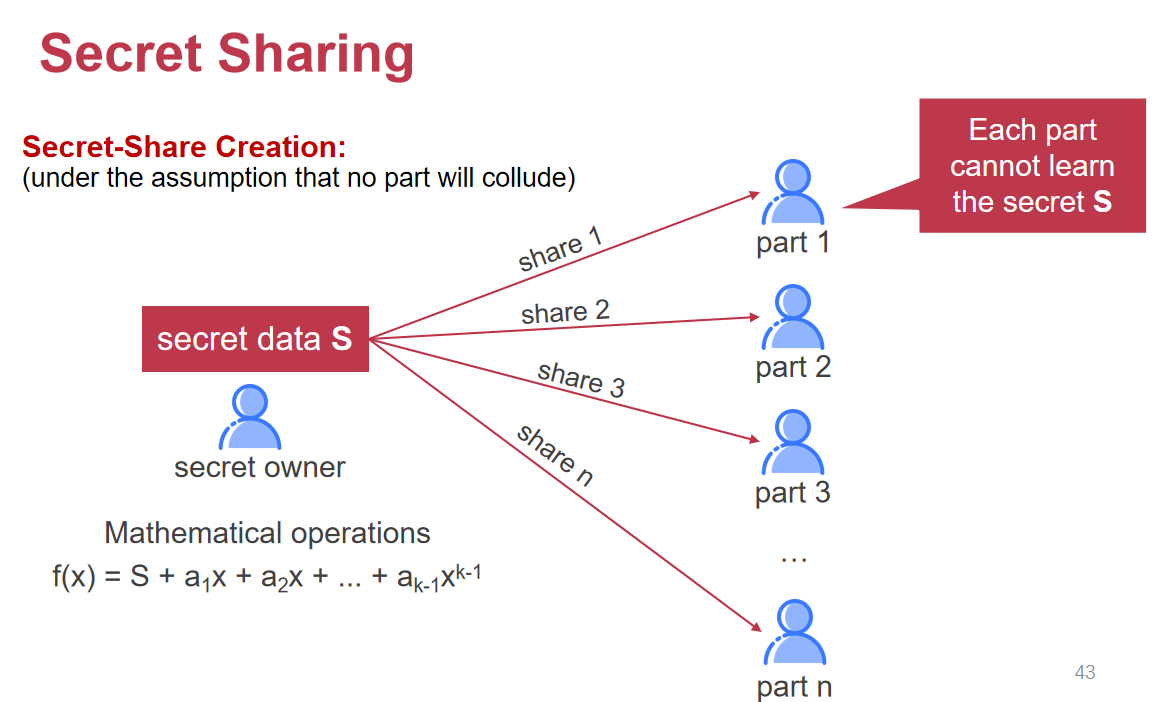 Secret Sharing
Secret-Share Creation:
(under the assumption that no part will collude)
Each part
cannot learn
the secret S
share 1
part 1
share 2
part 2
secret data S
share 3
part 3
share n
secret owner
Mathematical operations
f(x) = S + a₁x + a₂x + ... + aₖ₋₁xᵏ⁻¹
...
part n
43